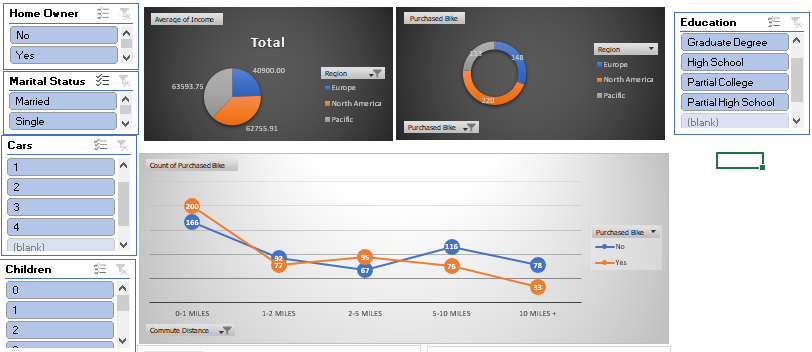 Home Owner
No
Yes
Marital Status
Married
Single
Cars
1
2
3
4
(blank)
Children
0
1
2
Average of Income
Total
40900.00
63593.75
62755.91
Region
Europe
North America
Pacific
Purchased Bike
148
220
Region
Europe
North America
Pacific
Purchased Bike
Education
Graduate Degree
High School
Partial College
Partial High School
(blank)
Count of Purchased Bike
200
166
92
77
95
67
116
76
78
33
0-1 MILES
1-2 MILES
2-5 MILES
5-10 MILES
10 MILES +
Commute Distance
Purchased Bike
No
Yes